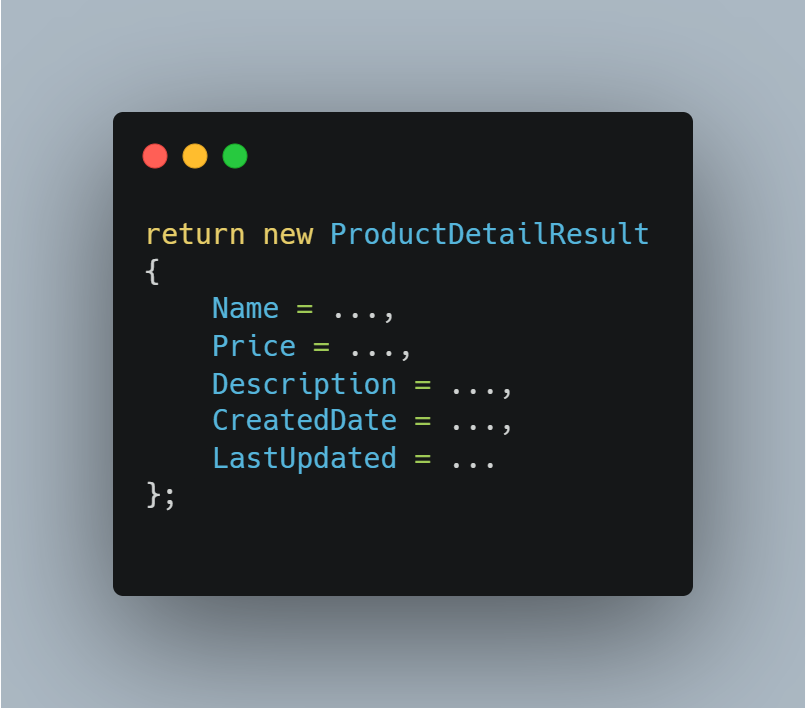 return new ProductDetailResult
{
    Name = ...,
    Price = ...,
    Description = ...,
    CreatedDate = ...,
    LastUpdated = ...
};